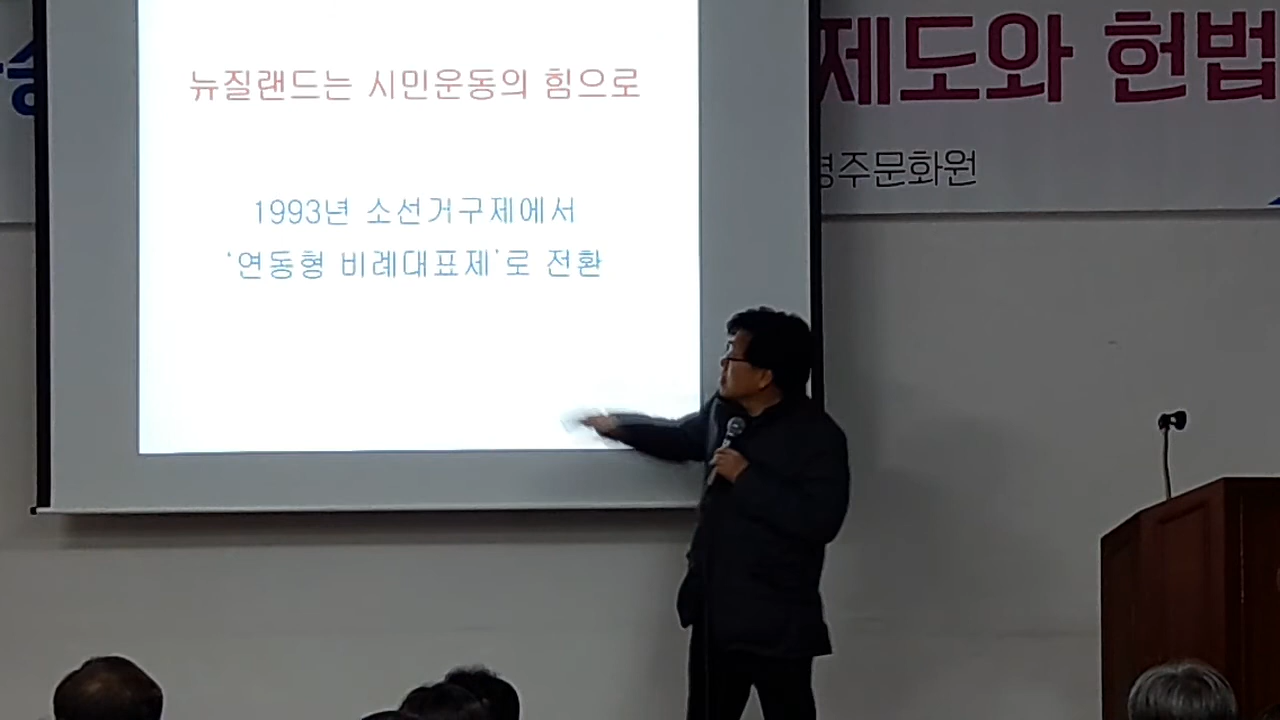 뉴질랜드는 시민운동의 힘으로
1993년 소선거구제에서
'연동형 비례대표제'로 전환
제도와 헌법
경주문화원